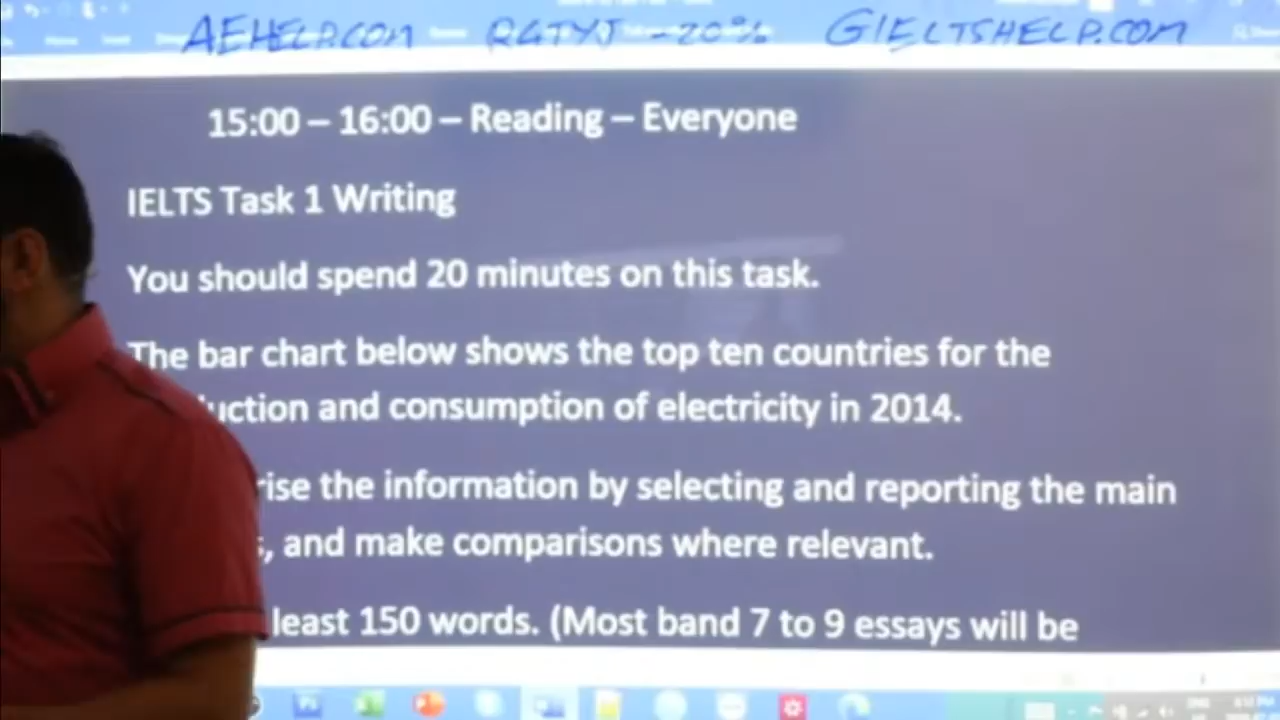 AEHELP.COM RGTYJ -20% GIELTSHELP.COM
15:00 – 16:00 – Reading – Everyone
IELTS Task 1 Writing
You should spend 20 minutes on this task.
The bar chart below shows the top ten countries for the
uction and consumption of electricity in 2014.
rise the information by selecting and reporting the main
s, and make comparisons where relevant.
least 150 words. (Most band 7 to 9 essays will be